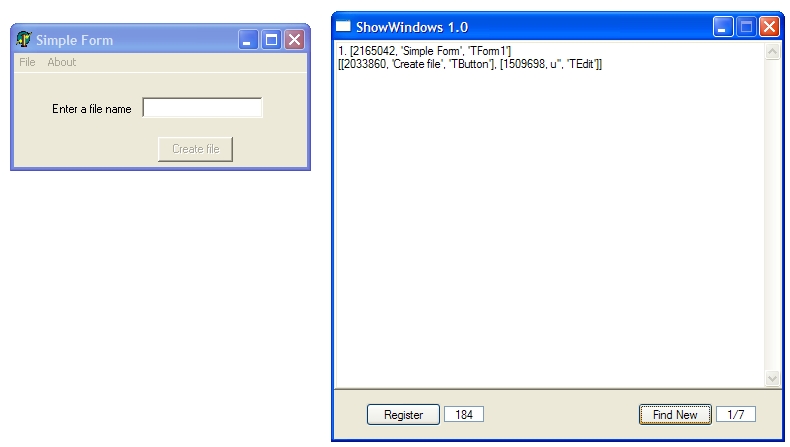 Simple Form
File About
Enter a file name
Create file
ShowWindows 1.0
1. [2165042, 'Simple Form', 'TForm1']
[[2033860, 'Create file', 'TButton'], [1509698, u'', 'TEdit']]
Register 184 Find New 1/7